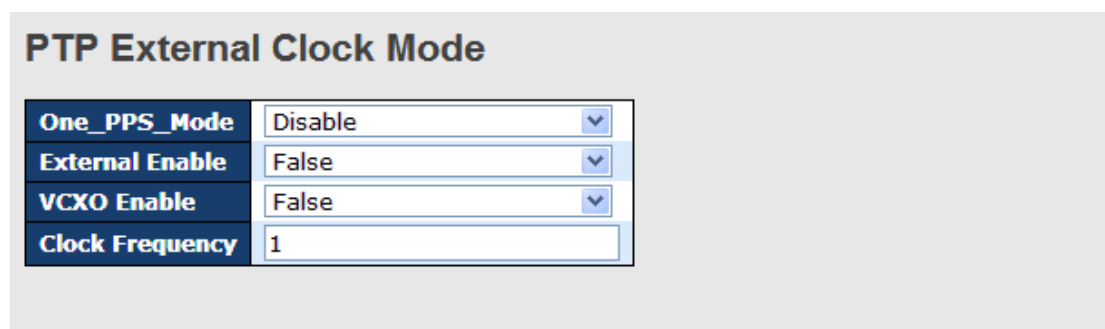 PTP External Clock Mode
One_PPS_Mode Disable
External Enable False
VCXO Enable False
Clock Frequency 1